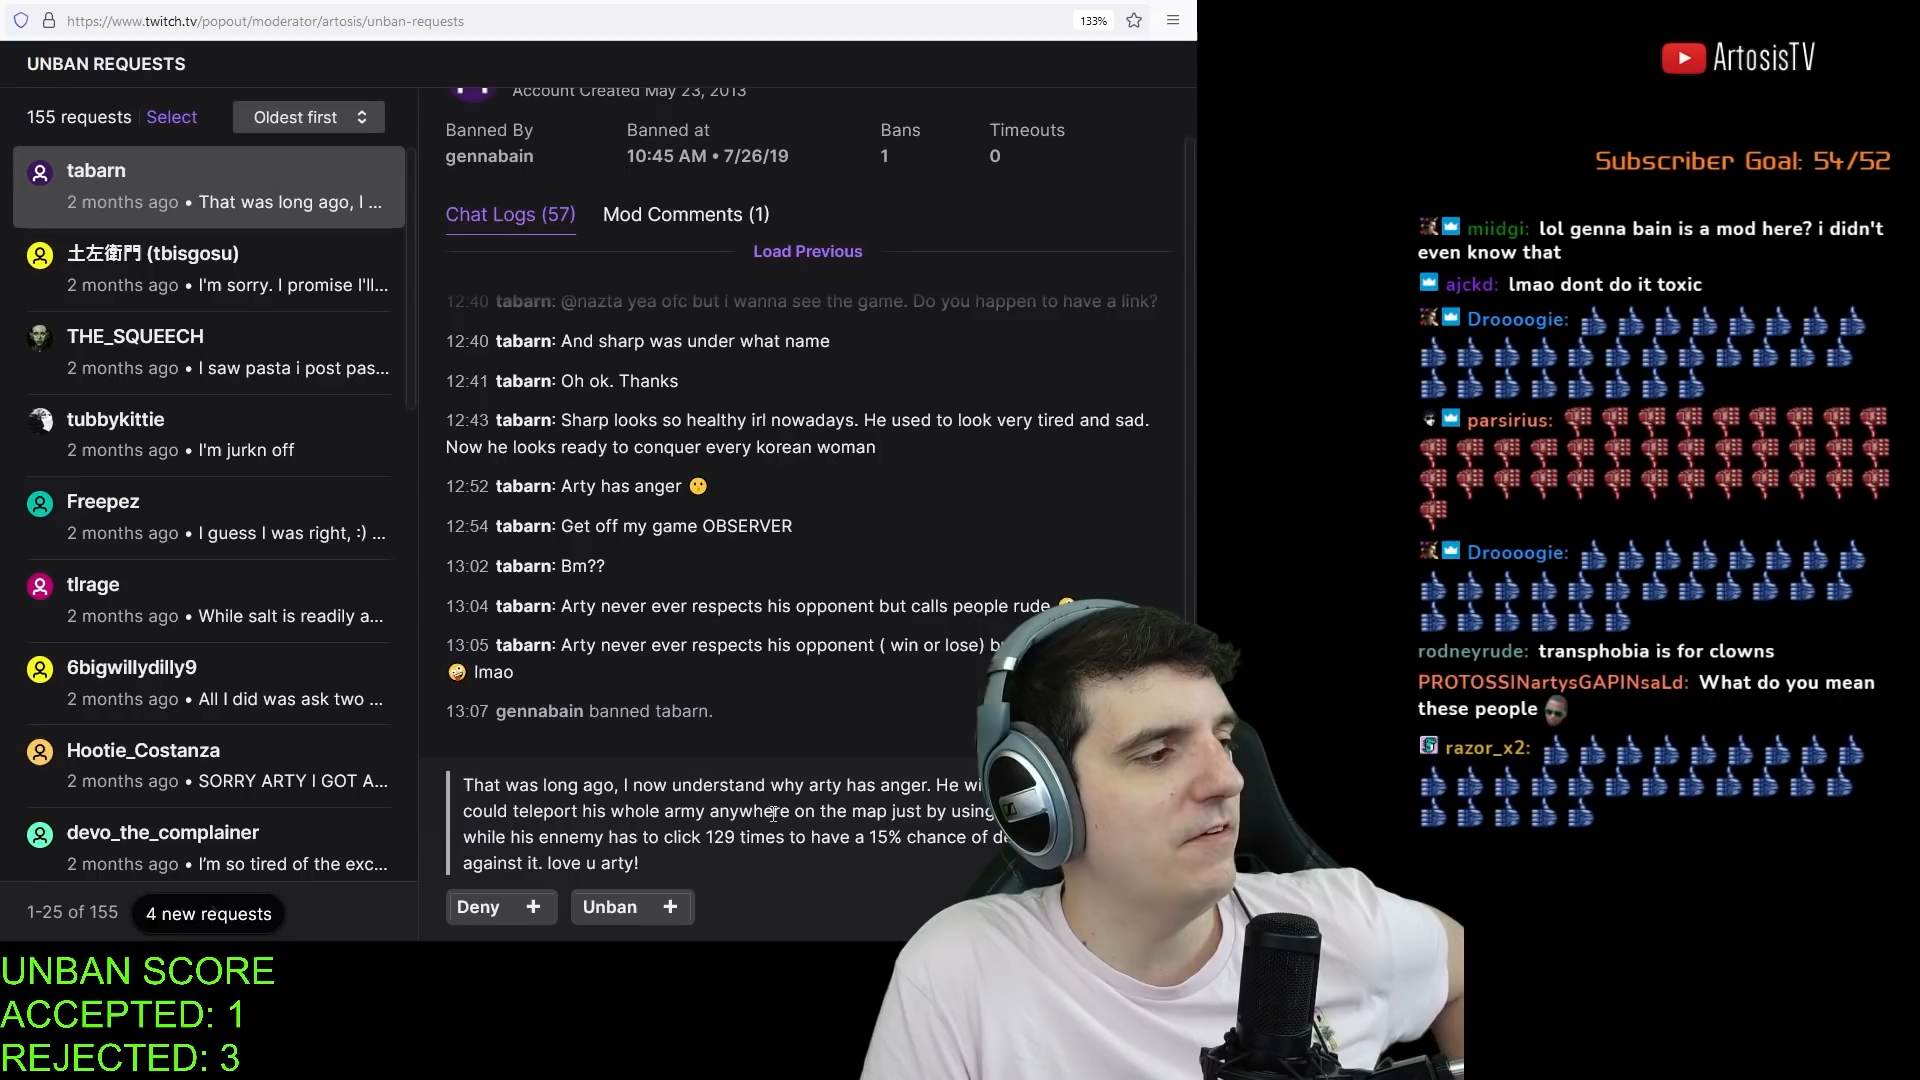 https://www.twitch.tv/popout/moderator/artosis/unban-requests
133%
UNBAN REQUESTS
155 requests
Select
Oldest first
tabarn
2 months ago • That was long ago, I ...
土左衛門 (tbisgosu)
2 months ago • I'm sorry. I promise I'll...
THE_SQUEECH
2 months ago • I saw pasta i post pas...
tubbykittie
2 months ago • I'm jurkn off
Freepez
2 months ago • I guess I was right, :) ...
tlrage
2 months ago • While salt is readily a...
6bigwillydilly9
2 months ago • All I did was ask two ...
Hootie_Costanza
2 months ago • SORRY ARTY I GOT A...
devo_the_complainer
2 months ago • I'm so tired of the exc...
1-25 of 155
4 new requests
Account Created May 23, 2013
Banned By
gennabain
Banned at
10:45 AM • 7/26/19
Bans
1
Timeouts
0
Chat Logs (57)
Mod Comments (1)
Load Previous
12:40 tabarn: @nazta yea ofc but i wanna see the game. Do you happen to have a link?
12:40 tabarn: And sharp was under what name
12:41 tabarn: Oh ok. Thanks
12:43 tabarn: Sharp looks so healthy irl nowadays. He used to look very tired and sad.
Now he looks ready to conquer every korean woman
12:52 tabarn: Arty has anger 😶
12:54 tabarn: Get off my game OBSERVER
13:02 tabarn: Bm??
13:04 tabarn: Arty never ever respects his opponent but calls people rude
13:05 tabarn: Arty never ever respects his opponent ( win or lose)
🤪 lmao
13:07 gennabain banned tabarn.
That was long ago, I now understand why arty has anger. He
could teleport his whole army anywhere on the map just by using
while his ennemy has to click 129 times to have a 15% chance of
against it. love u arty!
Deny +
Unban +
UNBAN SCORE
ACCEPTED: 1
REJECTED: 3
ArtosisTV
Subscriber Goal: 54/52
miidgi: lol genna bain is a mod here? i didn't
even know that
ajckd: lmao dont do it toxic
Droooogie:
parsirius:
Droooogie:
rodneyrude: transphobia is for clowns
PROTOSSINartysGAPINsaLd: What do you mean
these people
razor_x2: